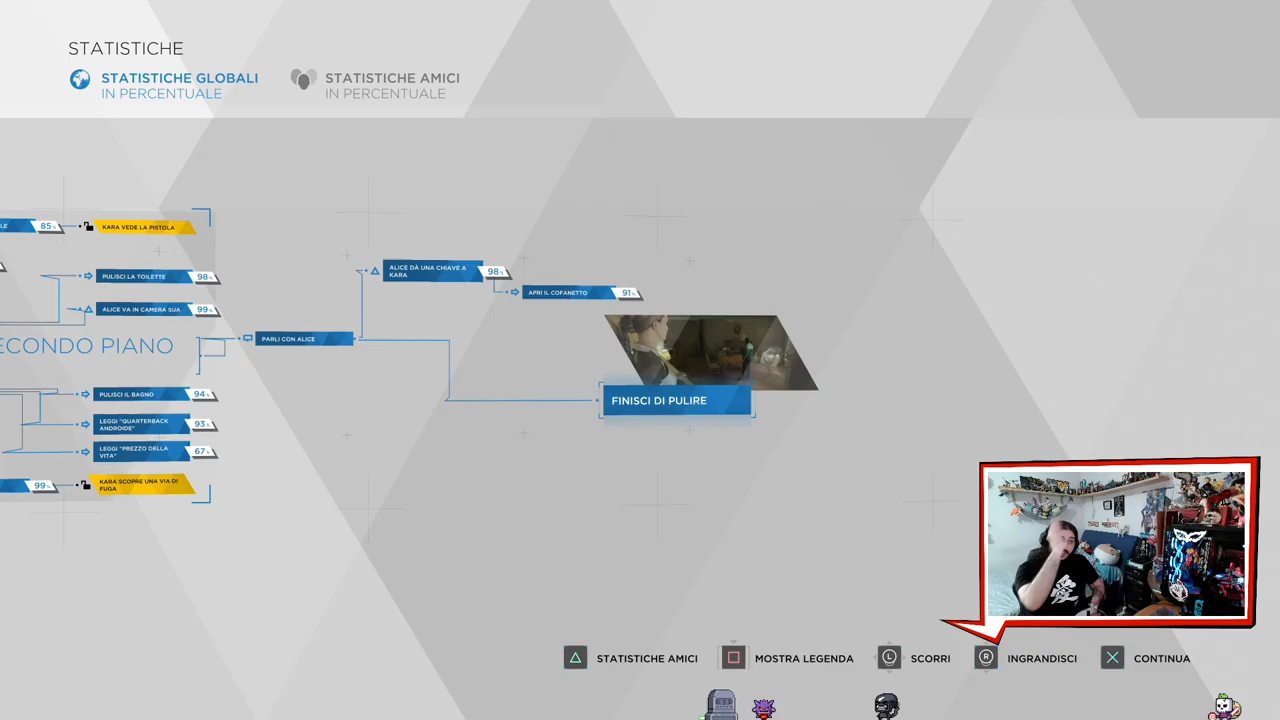 STATISTICHE
STATISTICHE GLOBALI
IN PERCENTUALE
STATISTICHE AMICI
IN PERCENTUALE
LE 85%
KARA VEDE LA PISTOLA
PULISCI LA TOILETTE 98%
ALICE VA IN CAMERA SUA 99%
ECONDO PIANO
PULISCI IL BAGNO 94%
LEGGI "QUARTERBACK
ANDROIDE" 93%
LEGGI "PREZZO DELLA
VITA" 67%
99%
KARA SCOPRE UNA VIA DI
FUGA
PARLI CON ALICE
ALICE DÀ UNA CHIAVE A
KARA 98%
APRI IL COFANETTO 91%
FINISCI DI PULIRE
愛
STATISTICHE AMICI
MOSTRA LEGENDA
L SCORRI
R INGRANDISCI
CONTINUA